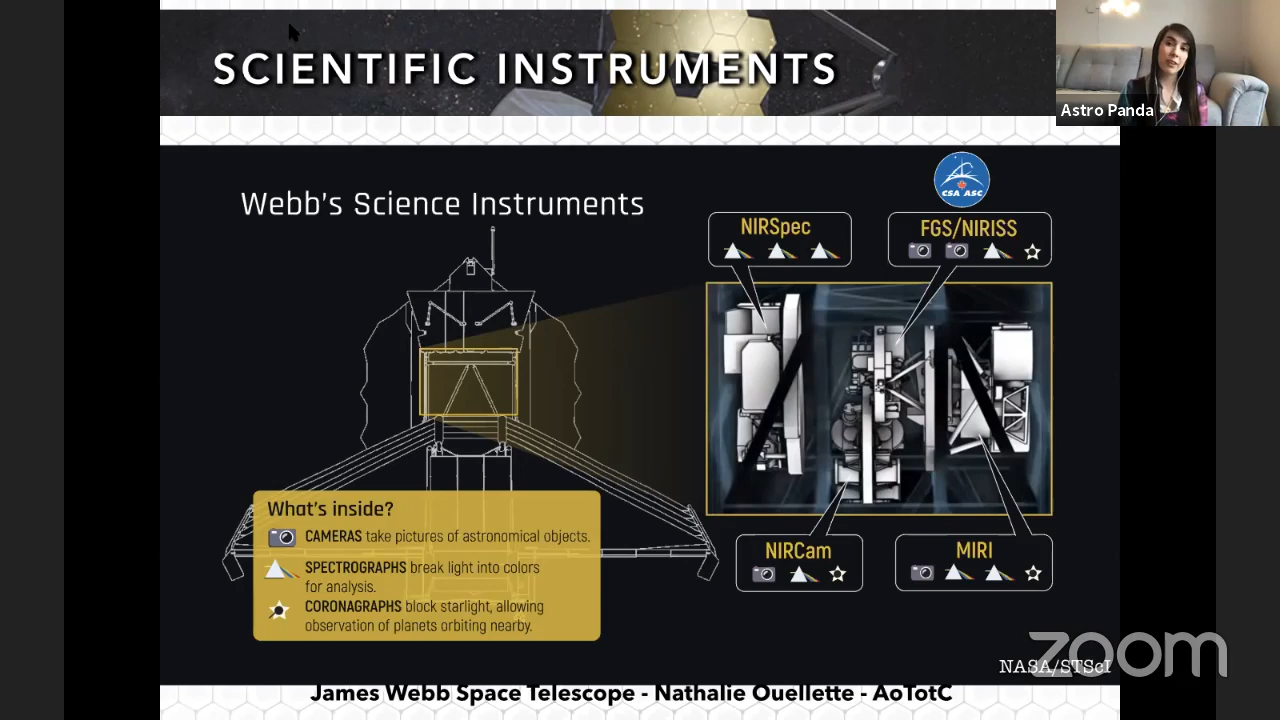 SCIENTIFIC INSTRUMENTS
Astro Panda
Webb's Science Instruments
CSA ASC
NIRSpec
FGS/NIRISS
What's inside?
CAMERAS take pictures of astronomical objects.
SPECTROGRAPHS break light into colors
for analysis.
CORONAGRAPHS block starlight, allowing
observation of planets orbiting nearby.
NIRCam
MIRI
NASA/STScI
zoom
James Webb Space Telescope - Nathalie Ouellette - AoTotC